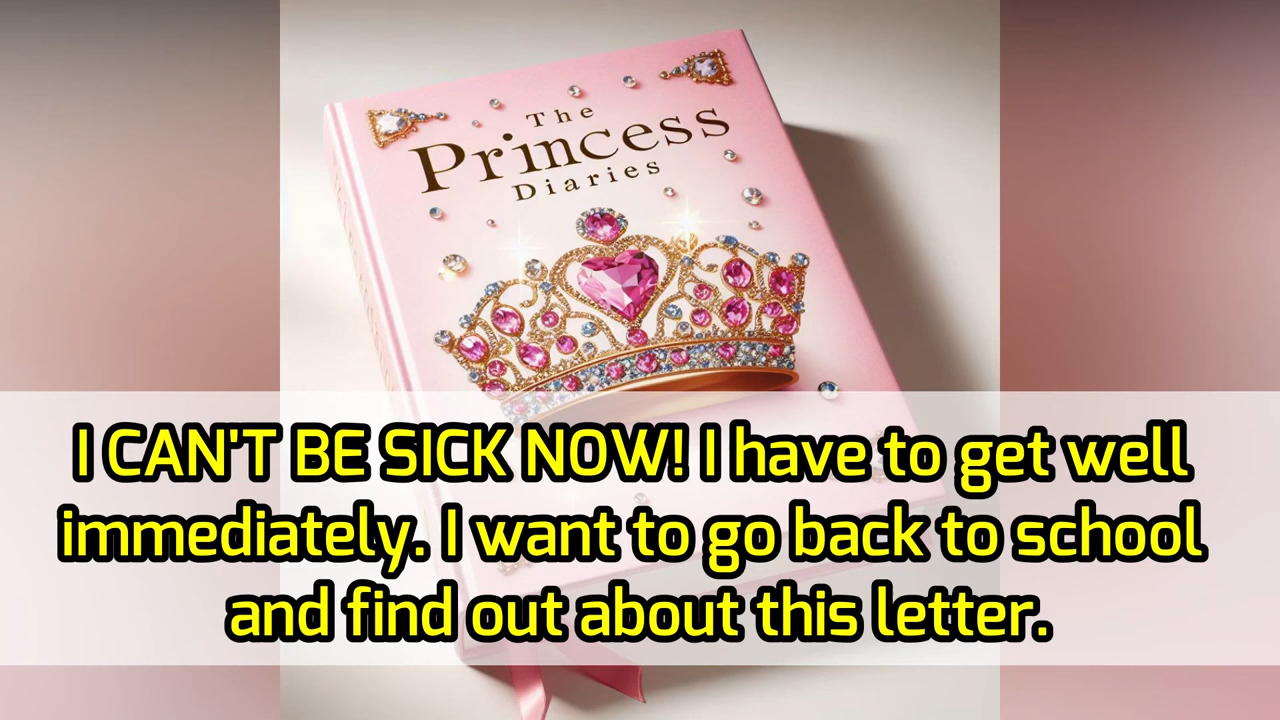 The
Princess
Diaries
I CAN'T BE SICK NOW! I have to get well
immediately. I want to go back to school
and find out about this letter.